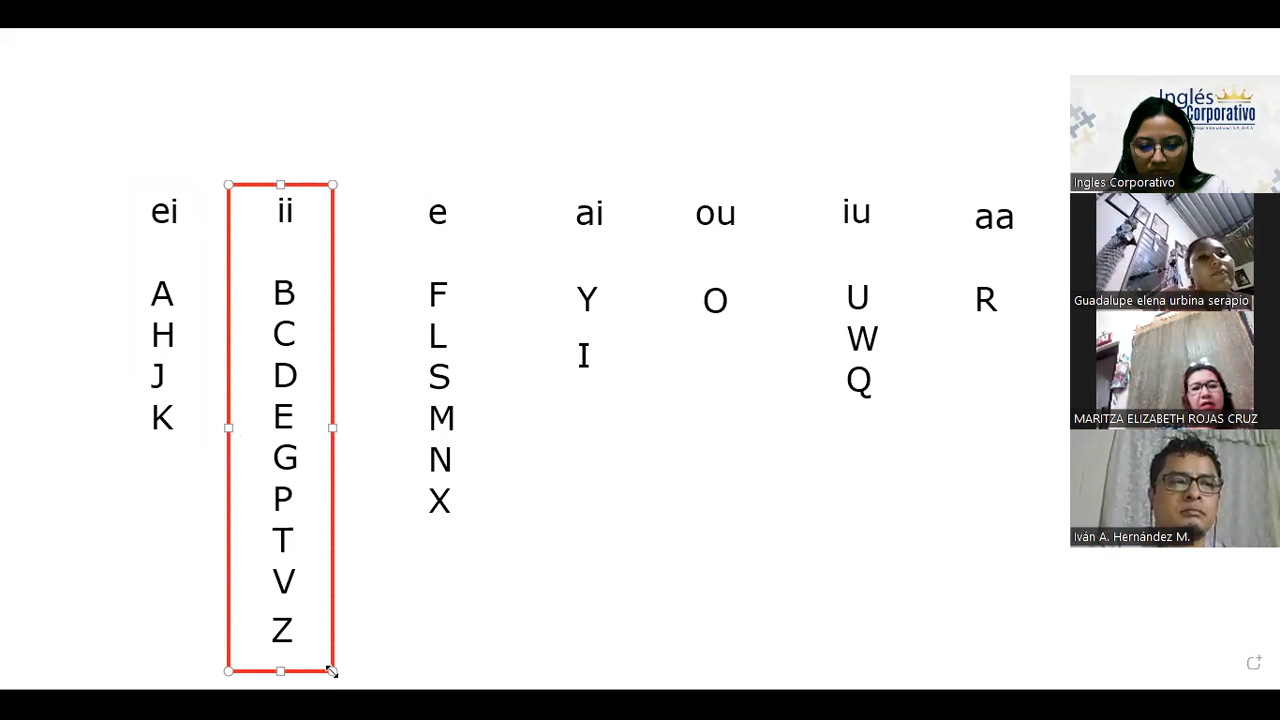 ei ii e ai ou iu aa
A B F Y O U R
H C L I W
J D S Q
K E M
G N
P X
T
V
Z
Inglés
Corporativo
Ingles Corporativo
Guadalupe elena urbina serapio
MARITZA ELIZABETH ROJAS CRUZ
Iván A. Hernández M.